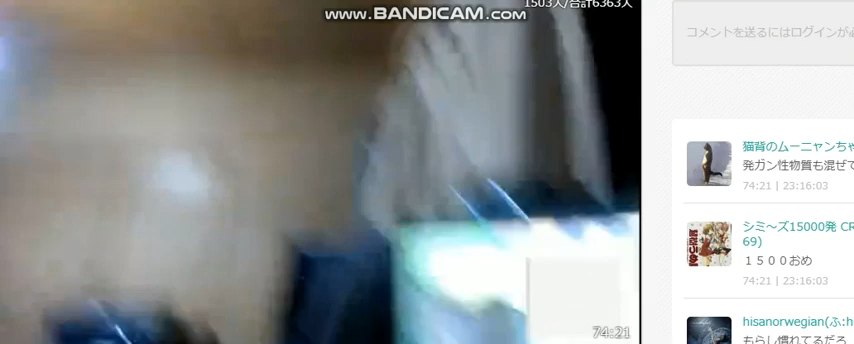 www.BANDICAM.com
1503人/合計6363人
74:21
コメントを送るにはログインが
猫背のムーニャンち
発ガン性物質も混ぜて
74:21 | 23:16:03
シミ～ズ15000発 CR
69)
１５００おめ
74:21 | 23:16:03
hisanorwegian(ふ:h
もらし慣れてるだろ